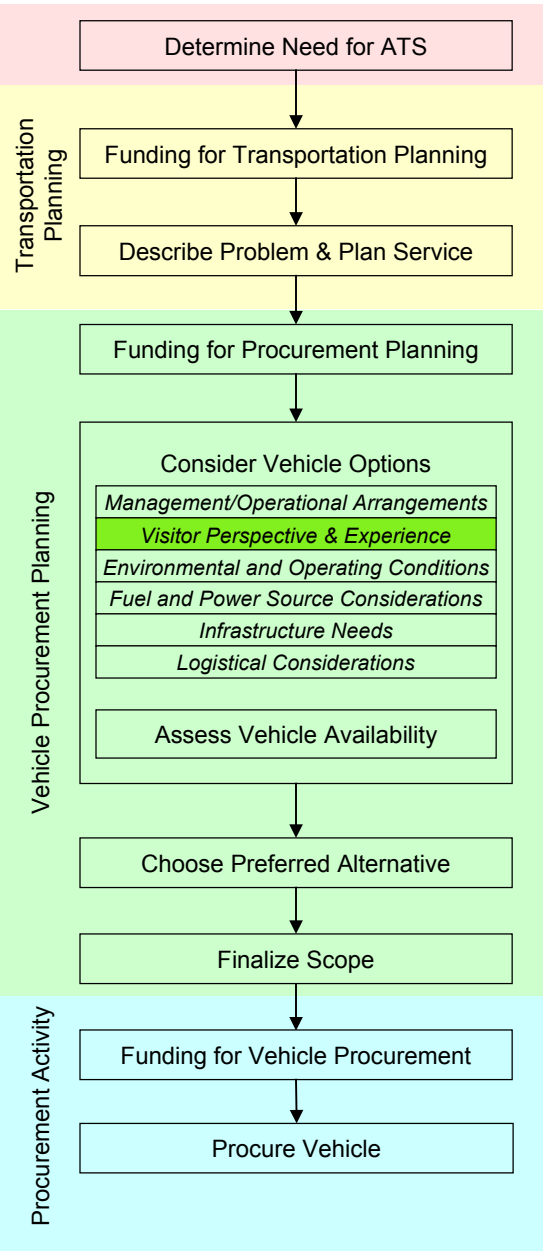 Determine Need for ATS
Transportation
Planning
Funding for Transportation Planning
Describe Problem & Plan Service
Vehicle Procurement Planning
Funding for Procurement Planning
Consider Vehicle Options
Management/Operational Arrangements
Visitor Perspective & Experience
Environmental and Operating Conditions
Fuel and Power Source Considerations
Infrastructure Needs
Logistical Considerations
Assess Vehicle Availability
Choose Preferred Alternative
Finalize Scope
Procurement Activity
Funding for Vehicle Procurement
Procure Vehicle